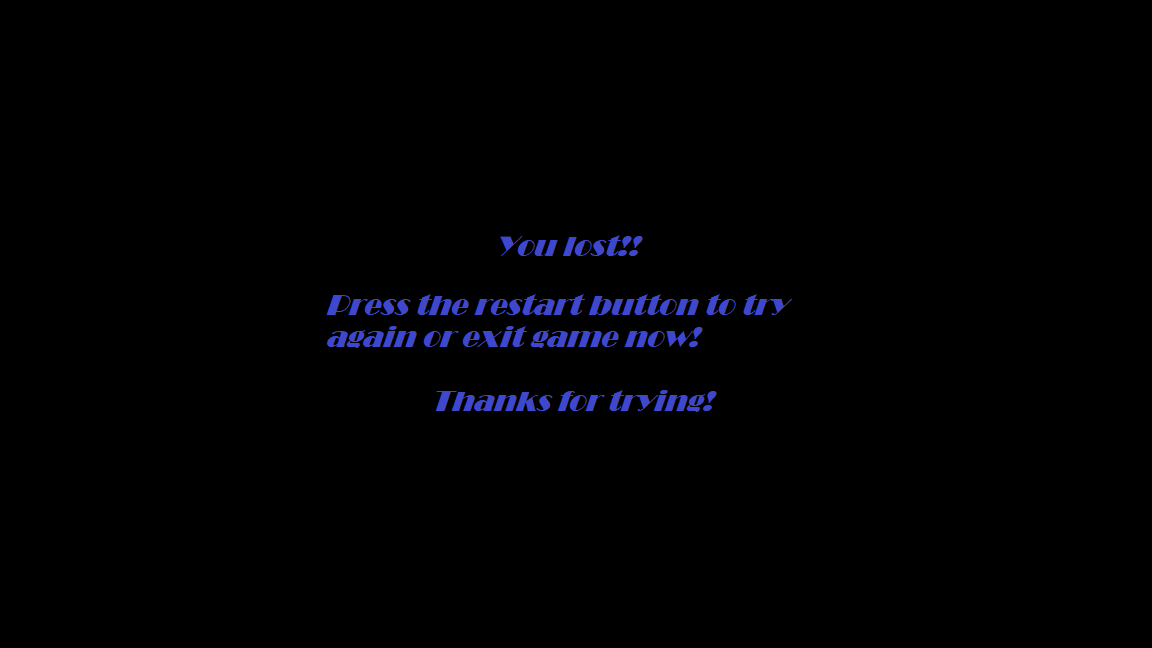 You lost!!
Press the restart button to try
again or exit game now!
Thanks for trying!